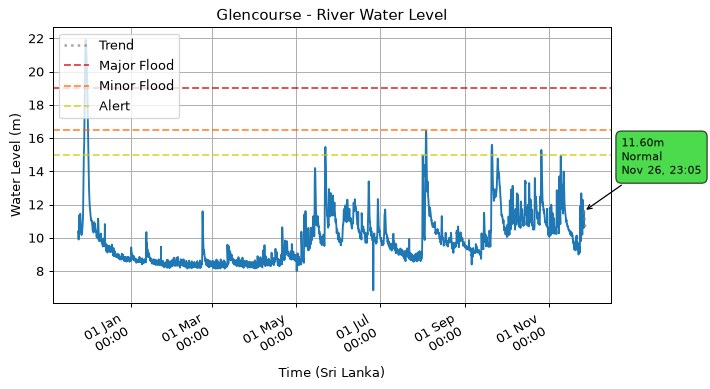 Glencourse - River Water Level
Trend
Major Flood
Minor Flood
Alert
22
20
18
16
14
12
10
8
Water Level (m)
11.60m
Normal
Nov 26, 23:05
01 Jan
00:00
01 Mar
00:00
01 May
00:00
01 Jul
00:00
01 Sep
00:00
01 Nov
00:00
Time (Sri Lanka)